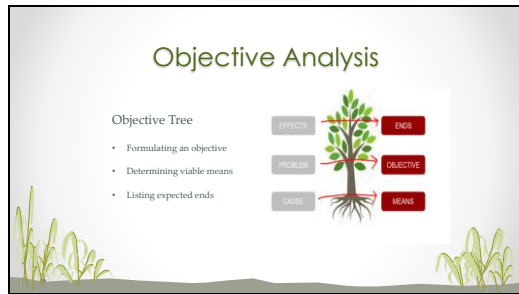 Objective Analysis
Objective Tree
• Formulating an objective
• Determining viable means
• Listing expected ends
EFFECTS
ENDS
PROBLEM
OBJECTIVE
CAUSE
MEANS